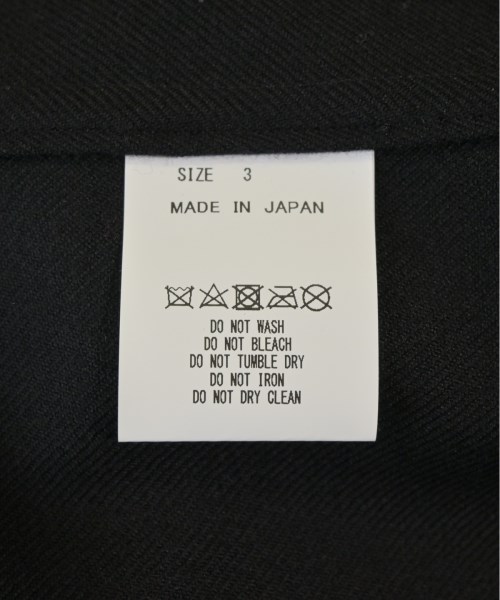 SIZE 3
MADE IN JAPAN
DO NOT WASH
DO NOT BLEACH
DO NOT TUMBLE DRY
DO NOT IRON
DO NOT DRY CLEAN